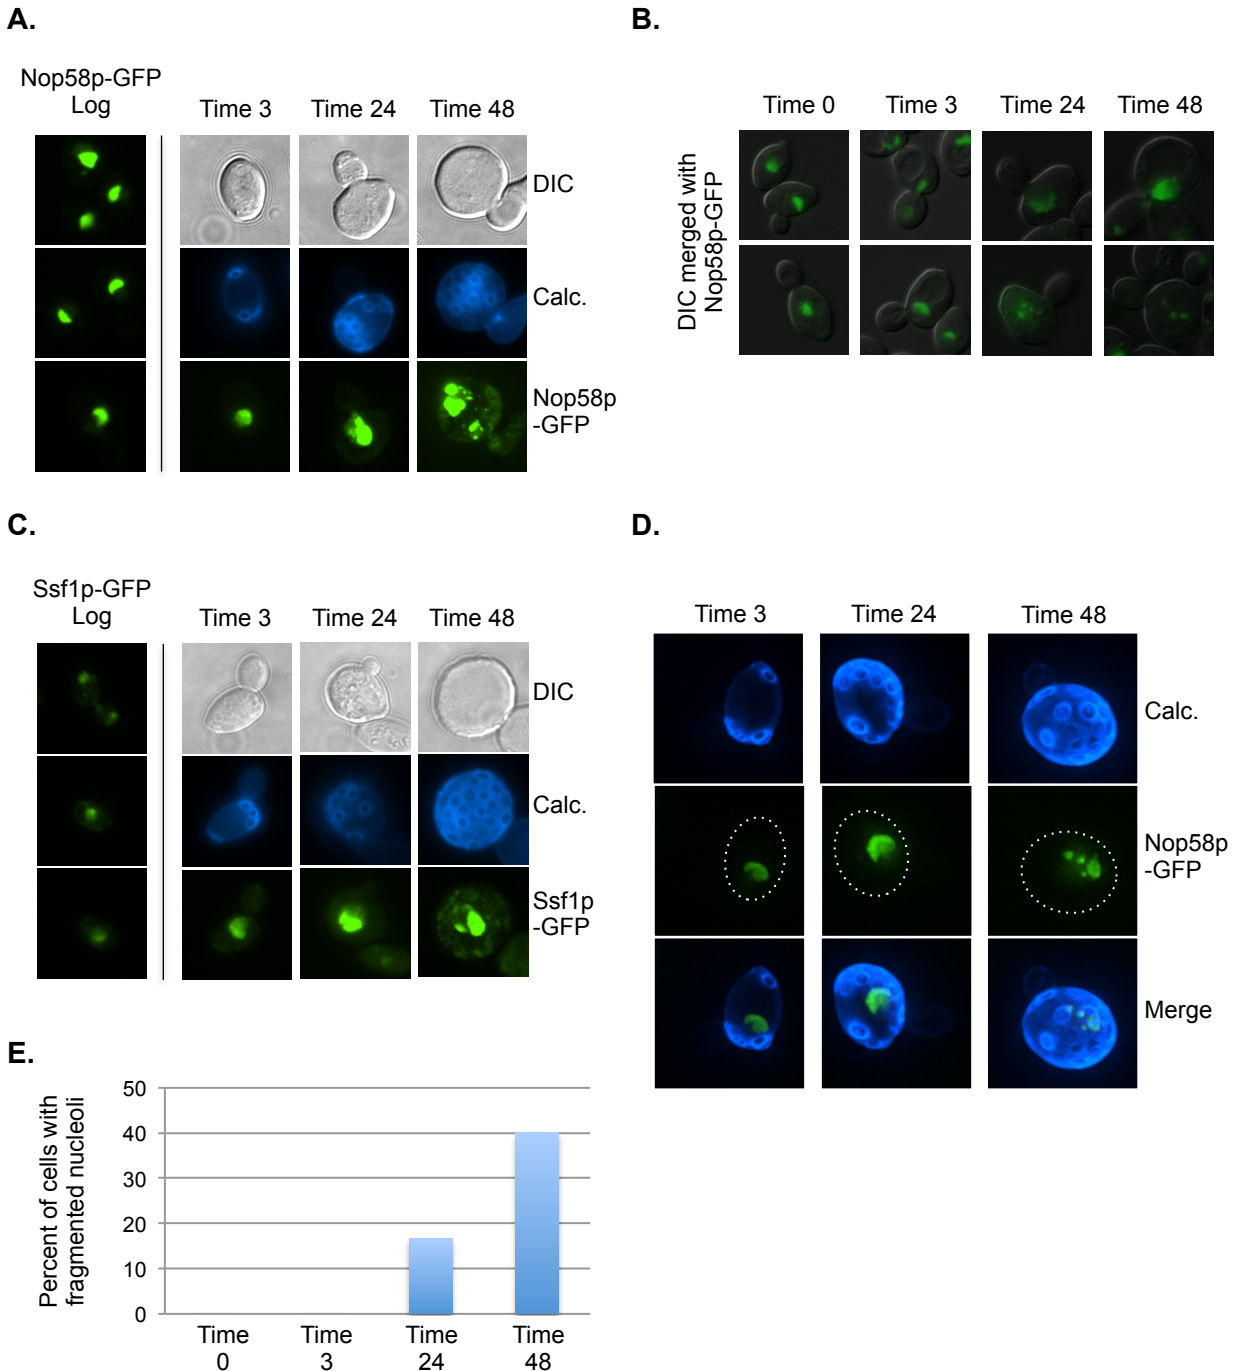 A.
Nop58p-GFP
Log
Time 3
Time 24
Time 48
DIC
Calc.
Nop58p
-GFP
B.
Time 0
Time 3
Time 24
Time 48
DIC merged with
Nop58p-GFP
C.
Ssf1p-GFP
Log
Time 3
Time 24
Time 48
DIC
Calc.
Ssf1p
-GFP
D.
Time 3
Time 24
Time 48
Calc.
Nop58p
-GFP
Merge
E.
Percent of cells with
fragmented nucleoli
50
40
30
20
10
0
Time
0
Time
3
Time
24
Time
48